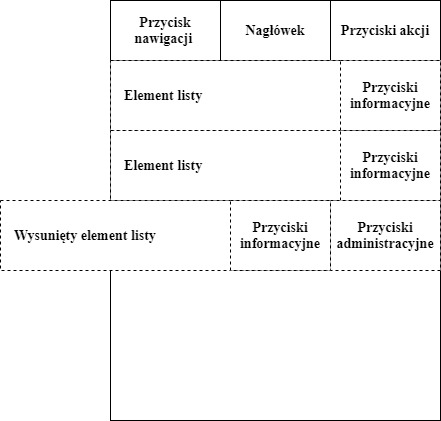 Przycisk
nawigacji
Nagłówek
Przyciski akcji
Element listy
Przyciski
informacyjne
Element listy
Przyciski
informacyjne
Wysunięty element listy
Przyciski
informacyjne
Przyciski
administracyjne